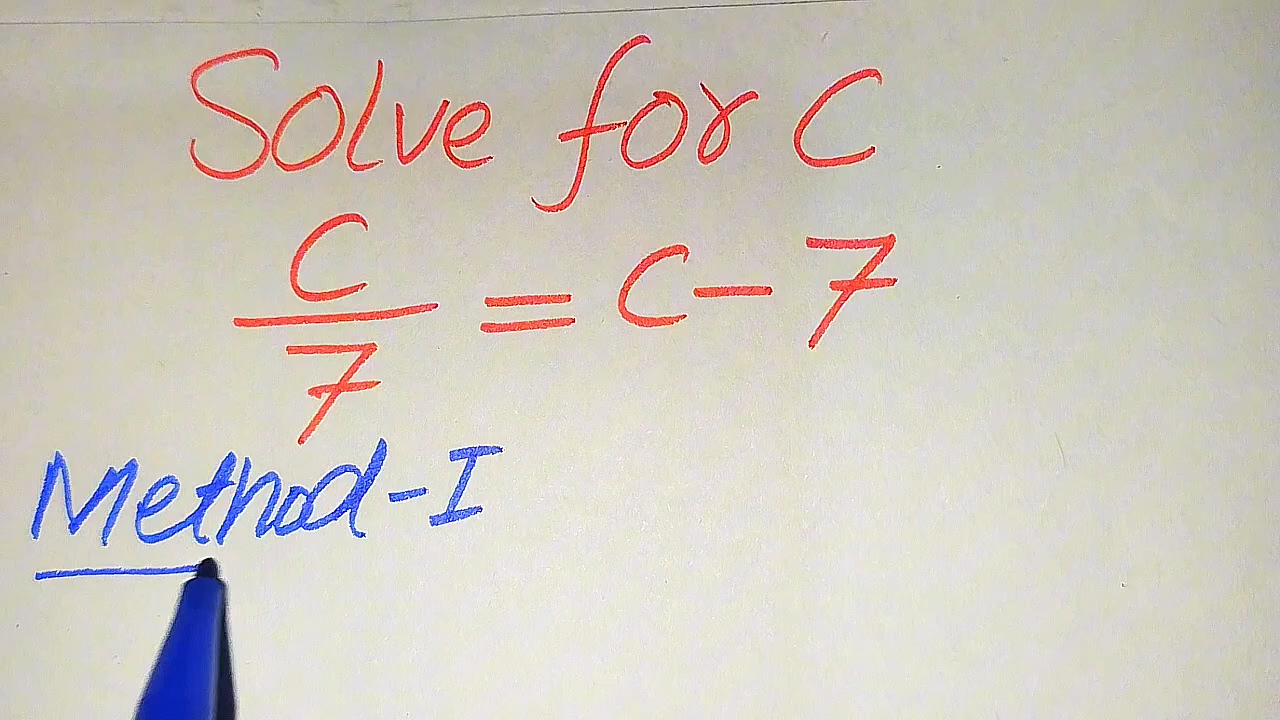 Solve for C
C/7 = C - 7
Method - I